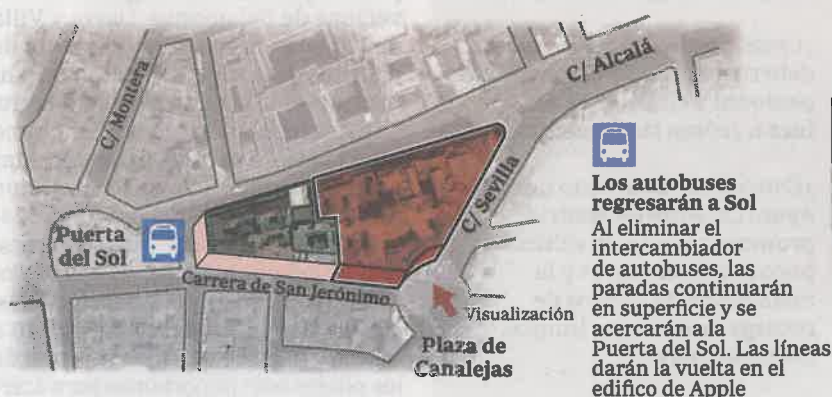 C/ Montera
C/ Alcalá
C/ Sevilla
Puerta
del Sol
Carrera de San Jerónimo
Visualización
Plaza de
Canalejas
Los autobuses
regresarán a Sol
Al eliminar el
intercambiador
de autobuses, las
paradas continuarán
en superficie y se
acercarán a la
Puerta del Sol. Las líneas
darán la vuelta en el
edifico de Apple